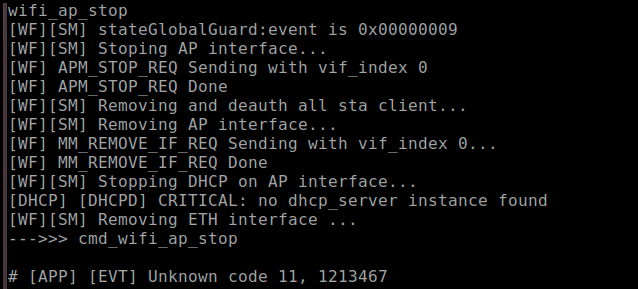 wifi_ap_stop
[WF][SM] stateGlobalGuard:event is 0x00000009
[WF][SM] Stoping AP interface...
[WF] APM_STOP_REQ Sending with vif_index 0
[WF] APM_STOP_REQ Done
[WF][SM] Removing and deauth all sta client...
[WF][SM] Removing AP interface...
[WF] MM_REMOVE_IF_REQ Sending with vif_index 0...
[WF] MM_REMOVE_IF_REQ Done
[WF][SM] Stopping DHCP on AP interface...
[DHCP] [DHCPD] CRITICAL: no dhcp_server instance found
[WF][SM] Removing ETH interface ...
--->>> cmd_wifi_ap_stop
# [APP] [EVT] Unknown code 11, 1213467